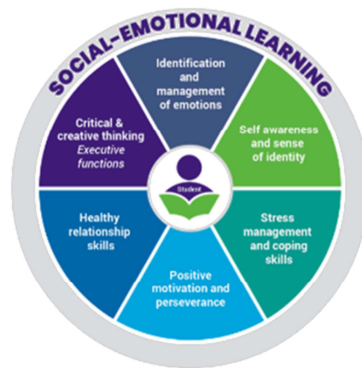 SOCIAL-EMOTIONAL LEARNING
Identification
and
management
of emotions
Self awareness
and sense
of identity
Stress
management
and coping
skills
Positive
motivation and
perseverance
Healthy
relationship
skills
Critical &
creative thinking
Executive
functions
Student